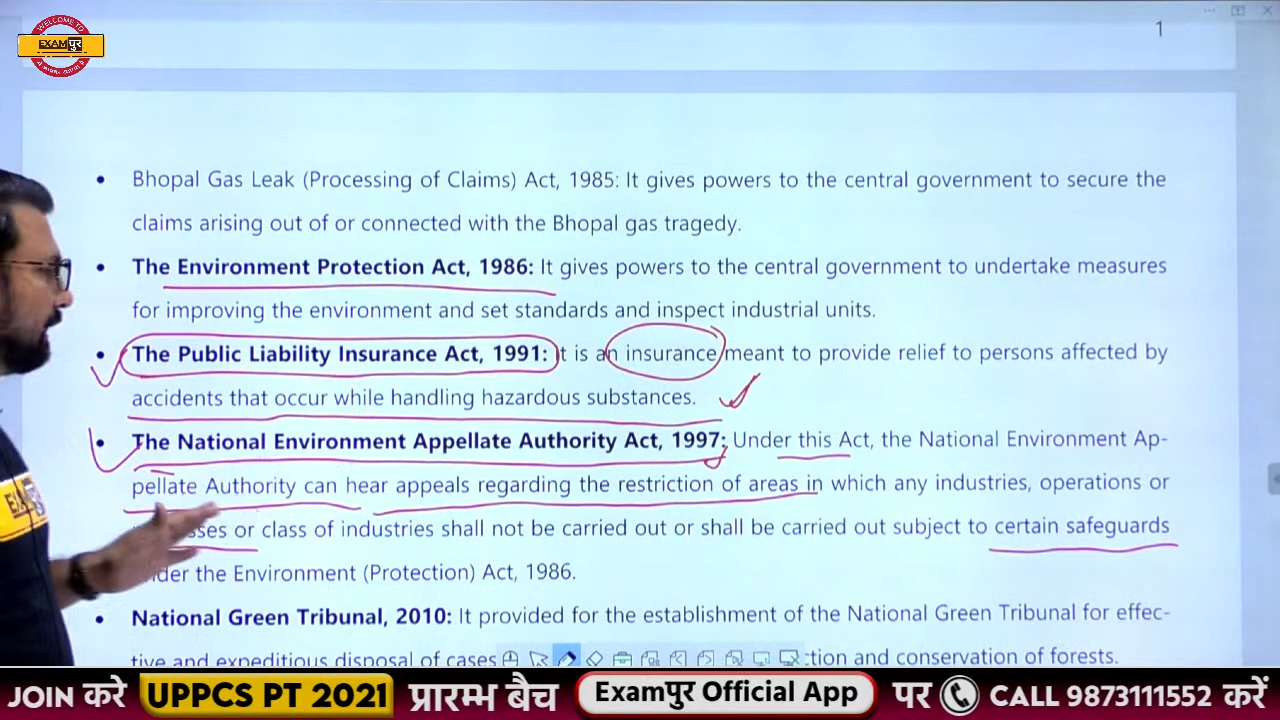 WELCOME TO
EXAMपुर
1
• Bhopal Gas Leak (Processing of Claims) Act, 1985: It gives powers to the central government to secure the
claims arising out of or connected with the Bhopal gas tragedy.
• The Environment Protection Act, 1986: It gives powers to the central government to undertake measures
for improving the environment and set standards and inspect industrial units.
• The Public Liability Insurance Act, 1991: It is an insurance meant to provide relief to persons affected by
accidents that occur while handling hazardous substances.
• The National Environment Appellate Authority Act, 1997: Under this Act, the National Environment Ap-
pellate Authority can hear appeals regarding the restriction of areas in which any industries, operations or
or class of industries shall not be carried out or shall be carried out subject to certain safeguards
the Environment (Protection) Act, 1986.
• National Green Tribunal, 2010: It provided for the establishment of the National Green Tribunal for effec-
tive and expeditious disposal of cases and conservation of forests.
JOIN करे UPPCS PT 2021 प्रारम्भ बैच Examपुर Official App पर CALL 9873111552 करें